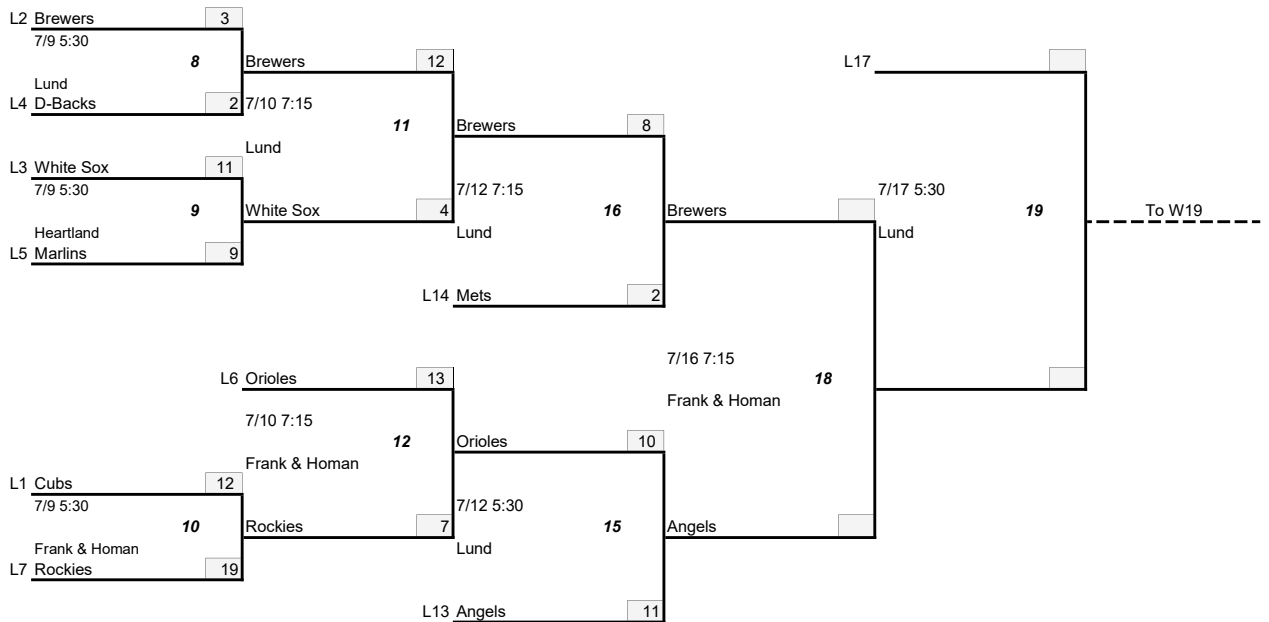 L2 Brewers 3
7/9 5:30
8
Brewers 12
L17
Lund
L4 D-Backs 2
7/10 7:15
11
Brewers 8
Lund
L3 White Sox 11
7/9 5:30
7/12 7:15
7/17 5:30
9
White Sox 4
16
Brewers
19
To W19
Heartland
Lund
Lund
L5 Marlins 9
L14 Mets 2
7/16 7:15
L6 Orioles 13
18
Frank & Homan
7/10 7:15
12
Orioles 10
Frank & Homan
L1 Cubs 12
7/9 5:30
7/12 5:30
10
Rockies 7
15
Angels
Frank & Homan
Lund
L7 Rockies 19
L13 Angels 11